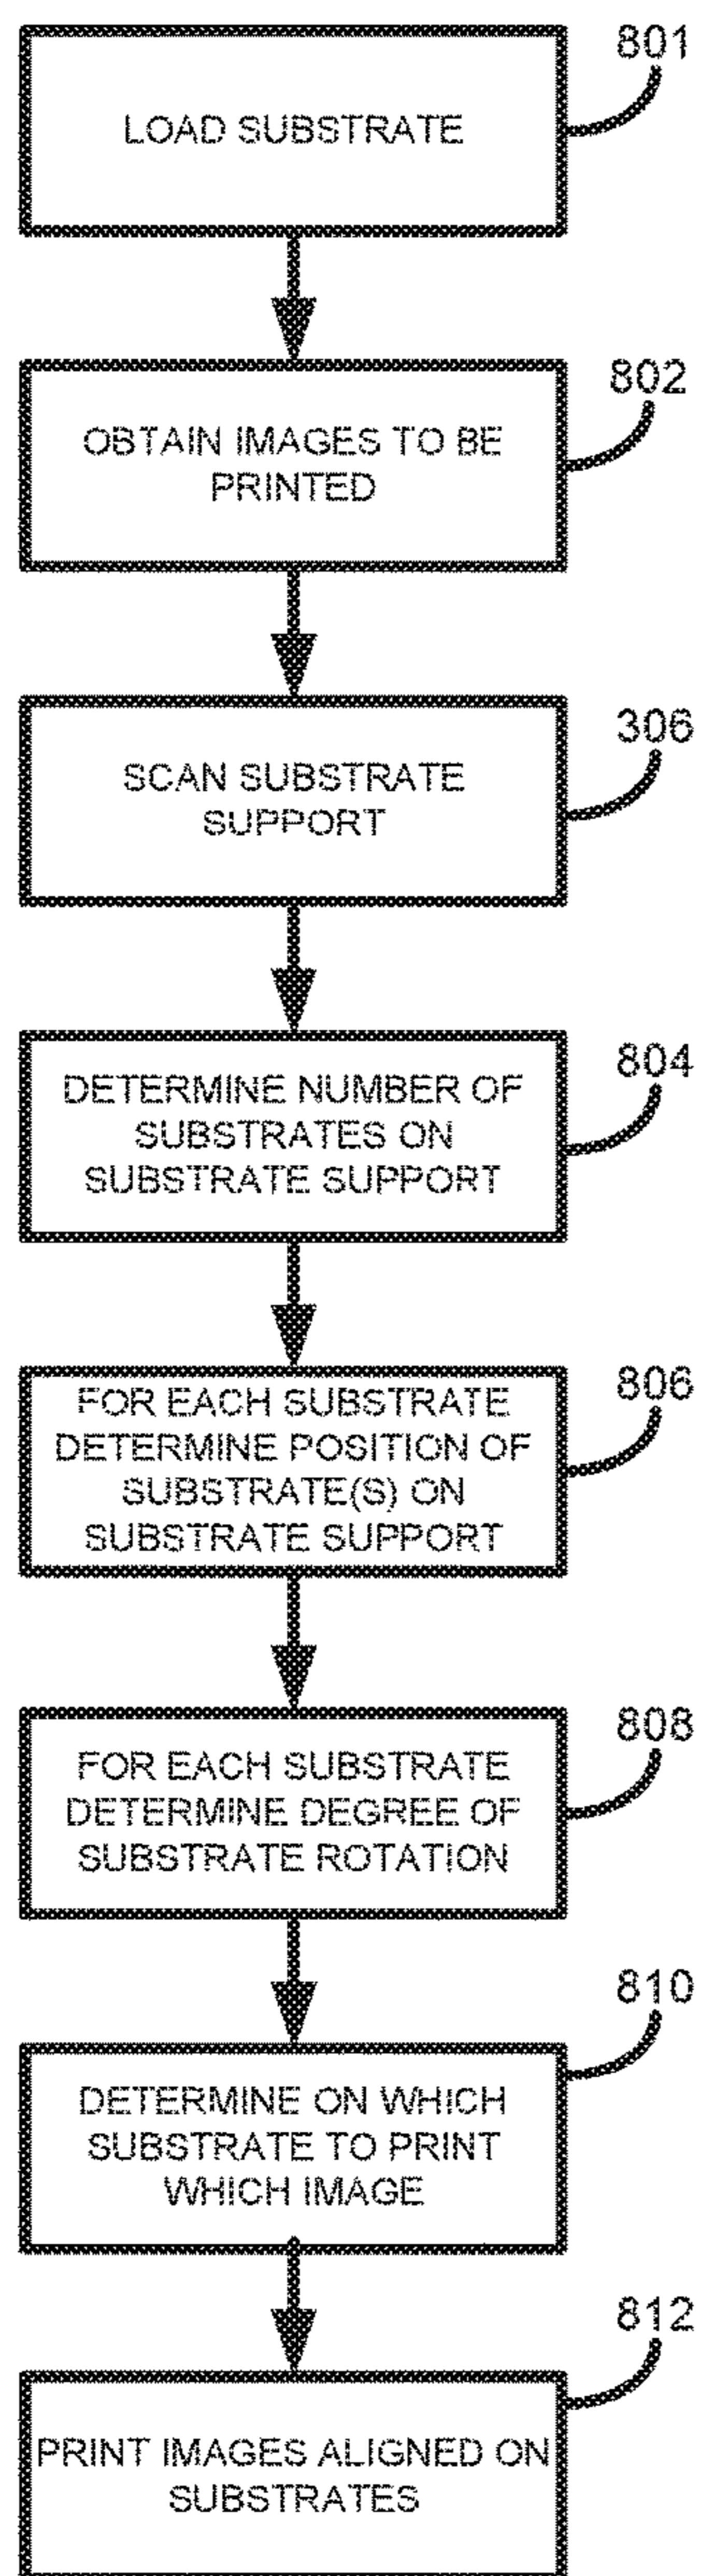 801
LOAD SUBSTRATE
802
OBTAIN IMAGES TO BE
PRINTED
306
SCAN SUBSTRATE
SUPPORT
804
DETERMINE NUMBER OF
SUBSTRATES ON
SUBSTRATE SUPPORT
806
FOR EACH SUBSTRATE
DETERMINE POSITION OF
SUBSTRATE(S) ON
SUBSTRATE SUPPORT
808
FOR EACH SUBSTRATE
DETERMINE DEGREE OF
SUBSTRATE ROTATION
810
DETERMINE ON WHICH
SUBSTRATE TO PRINT
WHICH IMAGE
812
PRINT IMAGES ALIGNED ON
SUBSTRATES